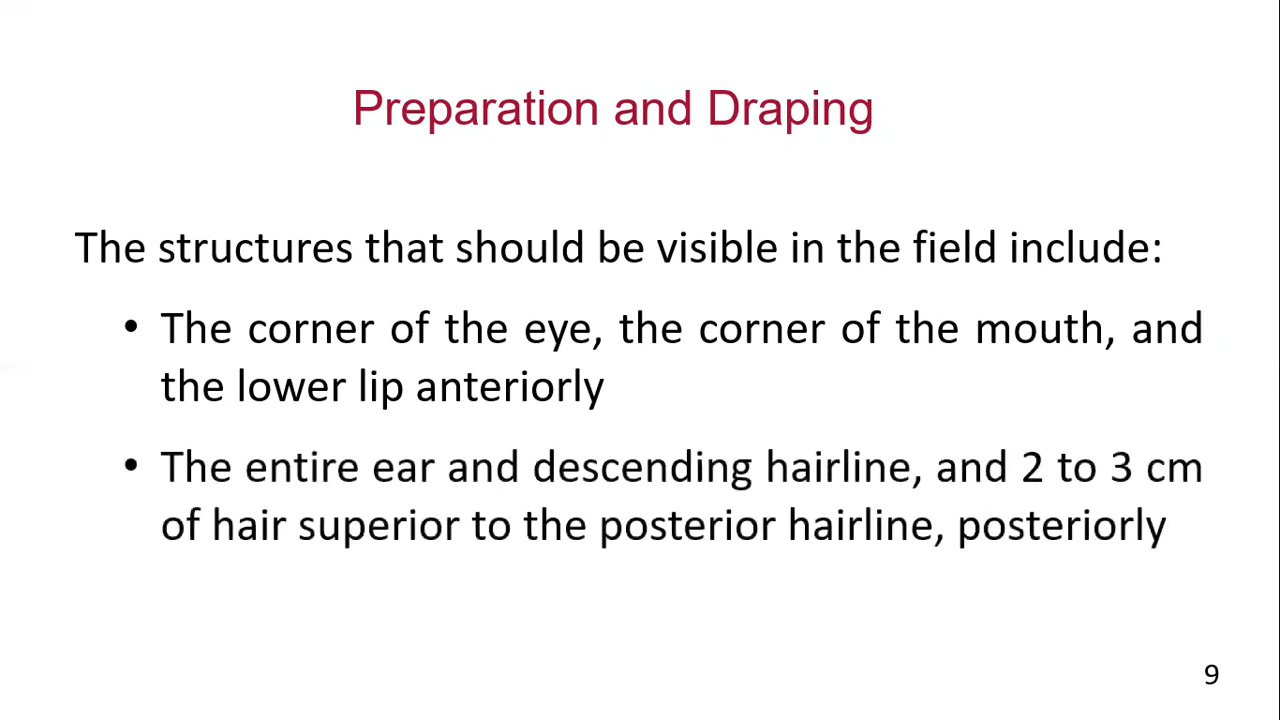 Preparation and Draping
The structures that should be visible in the field include:
• The corner of the eye, the corner of the mouth, and
the lower lip anteriorly
• The entire ear and descending hairline, and 2 to 3 cm
of hair superior to the posterior hairline, posteriorly
9